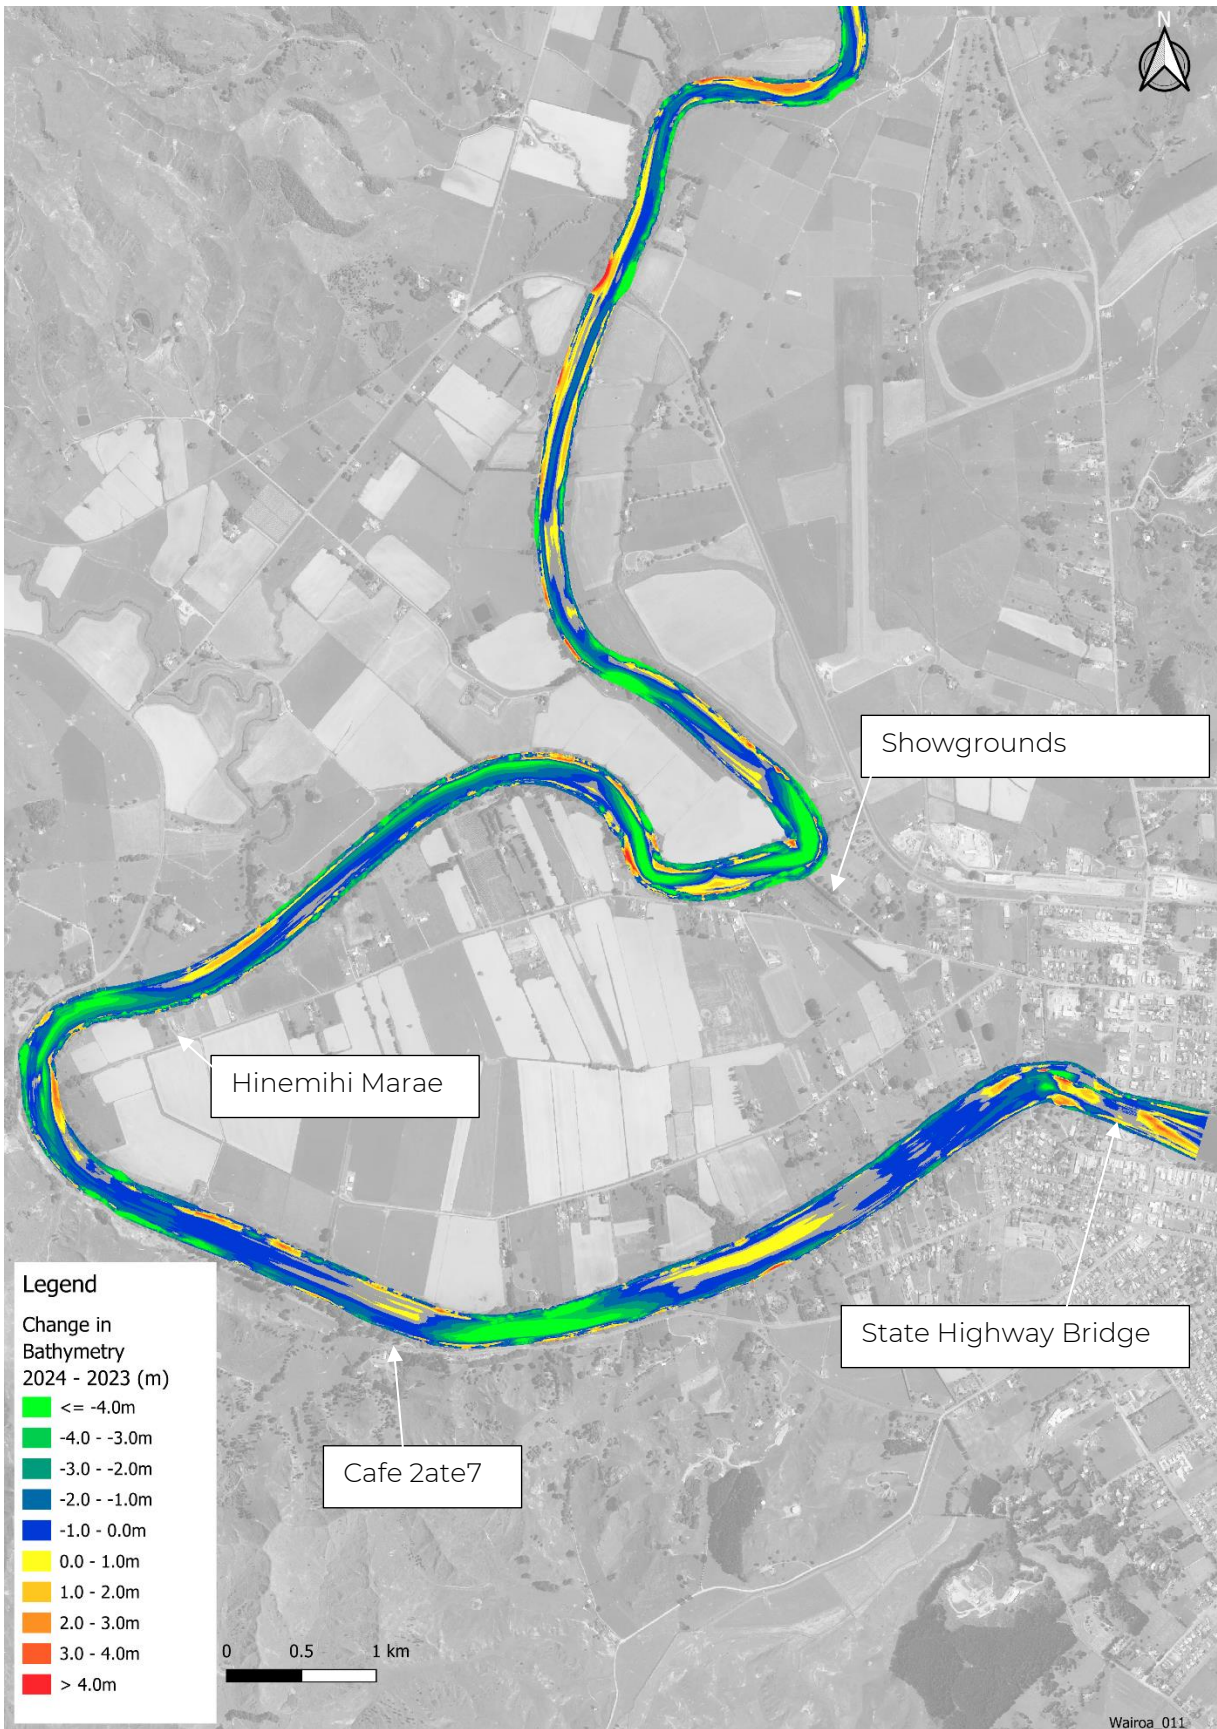 N
Showgrounds
Hinemihi Marae
State Highway Bridge
Cafe 2ate7
Legend
Change in
Bathymetry
2024 - 2023 (m)
<= -4.0m
-4.0 - -3.0m
-3.0 - -2.0m
-2.0 - -1.0m
-1.0 - 0.0m
0.0 - 1.0m
1.0 - 2.0m
2.0 - 3.0m
3.0 - 4.0m
> 4.0m
0 0.5 1 km
Wairoa_011